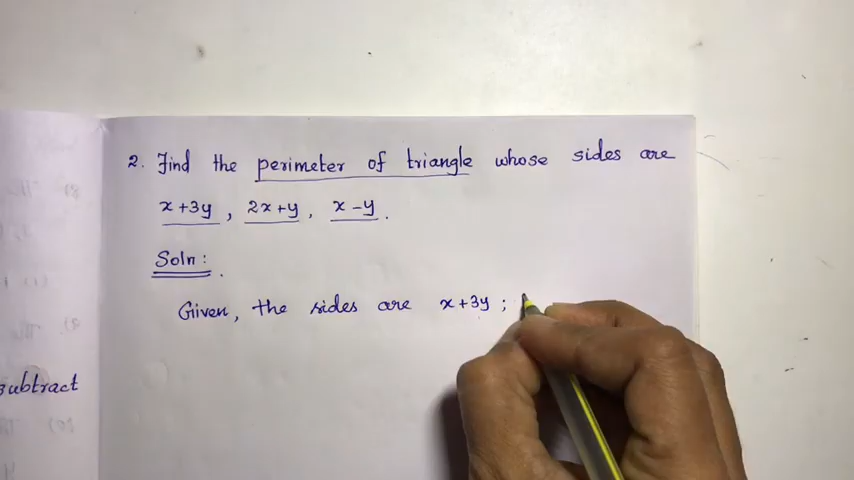 2. Find the perimeter of triangle whose sides are
x+3y, 2x+y, x-y.
Soln:
Given, the sides are x+3y;
subtract